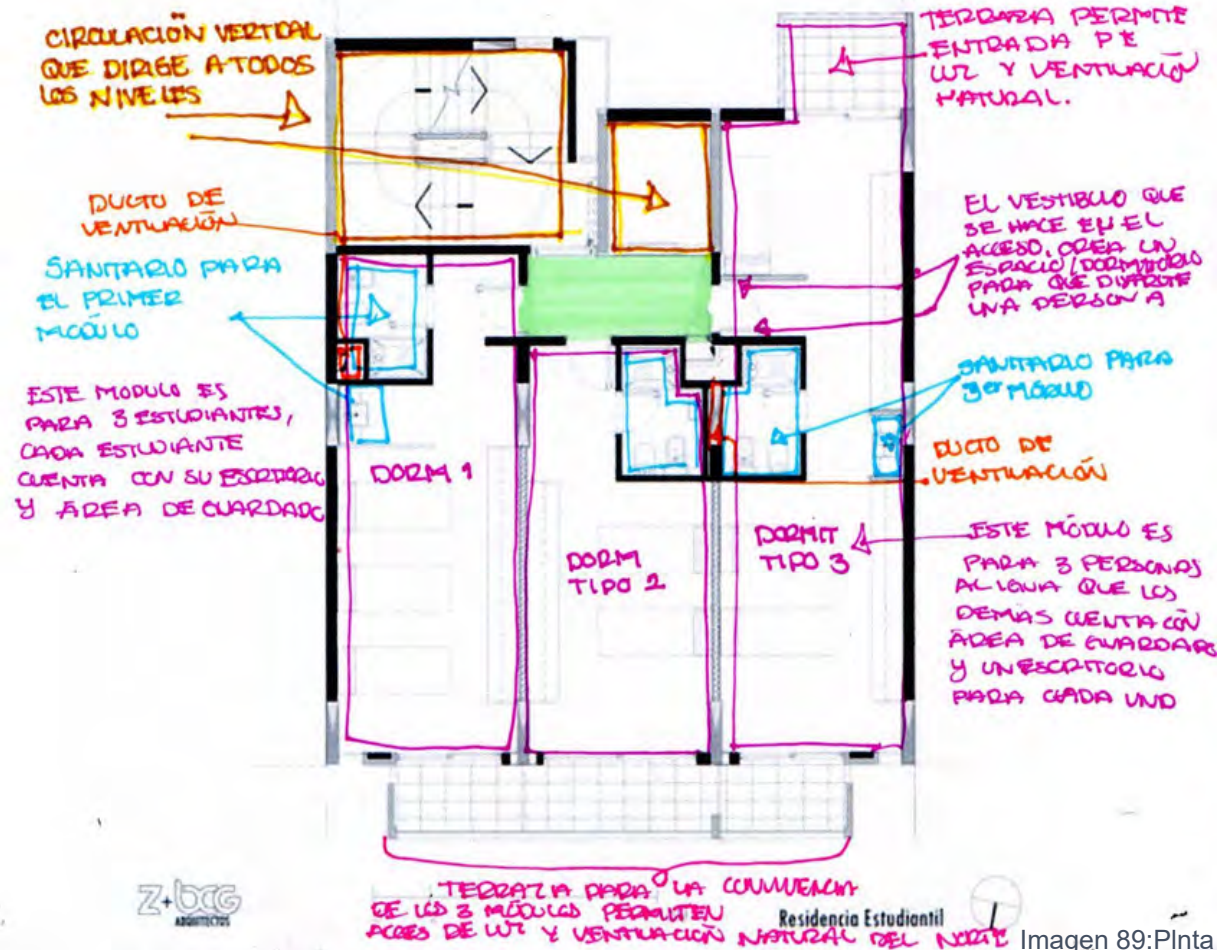 CIRCULACIÓN VERTICAL
QUE DIRIGE A TODOS
LOS NIVELES
DUCTO DE
VENTILACIÓN
SANITARIO PARA
EL PRIMER
MODULO
ESTE MODULO ES
PARA 3 ESTUDIANTES,
CADA ESTUDIANTE
CUENTA CON SU ESCRITORIO
Y ÁREA DE GUARDADO
DORM 1
DORM
TIPO 2
DORMIT
TIPO 3
TERRAZA PERMITE
ENTRADA DE
LUZ Y VENTILACIÓN
NATURAL.
EL VESTIBULO QUE
SE HACE EN EL
ACCESO, CREA UN
ESPACIO/DORMITORIO
PARA QUE
UNA PERSONA
SANITARIO PARA
3er MÓDULO
DUCTO DE
VENTILACIÓN
ESTE MÓDULO ES
PARA 3 PERSONAS
AL IGUAL QUE LOS
DEMAS CUENTA CON
ÁREA DE GUARDADO
Y UN ESCRITORIO
PARA CADA UNO
TERRAZA PARA LA CONVIVENCIA
DE LOS 3 MÓDULOS PERMITEN
ACCES DE LUZ Y VENTILACIÓN NATURAL DEL NORTE
Z+bcg
ARQUITECTOS
Residencia Estudiantil
Imagen 89:PInta